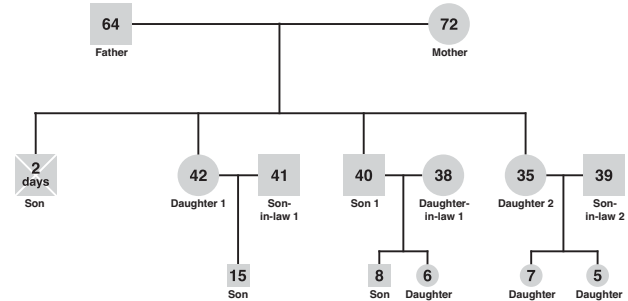 64
72
Father
Mother
2
days
42
41
40
38
35
39
Son
Daughter 1
Son-
in-law 1
Son 1
Daughter-
in-law 1
Daughter 2
Son-
in-law 2
15
8
6
7
5
Son
Son
Daughter
Daughter
Daughter